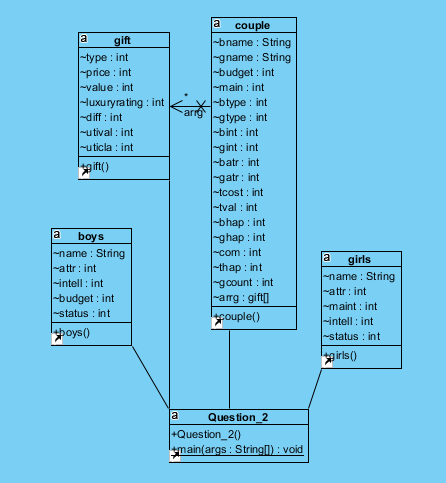 a
gift
~type : int
~price : int
~value : int
~luxuryrating : int
~diff : int
~utival : int
~uticla : int
+gift()
*
arrg
a
couple
~bname : String
~gname : String
~budget : int
~main : int
~btype : int
~gtype : int
~bint : int
~gint : int
~batr : int
~gatr : int
~tcost : int
~tval : int
~bhap : int
~ghap : int
~com : int
~thap : int
~gcount : int
~arrg : gift[]
+couple()
a
boys
~name : String
~attr : int
~intell : int
~budget : int
~status : int
+boys()
a
girls
~name : String
~attr : int
~maint : int
~intell : int
~status : int
+girls()
a
Question_2
+Question_2()
+main(args : String[]) : void